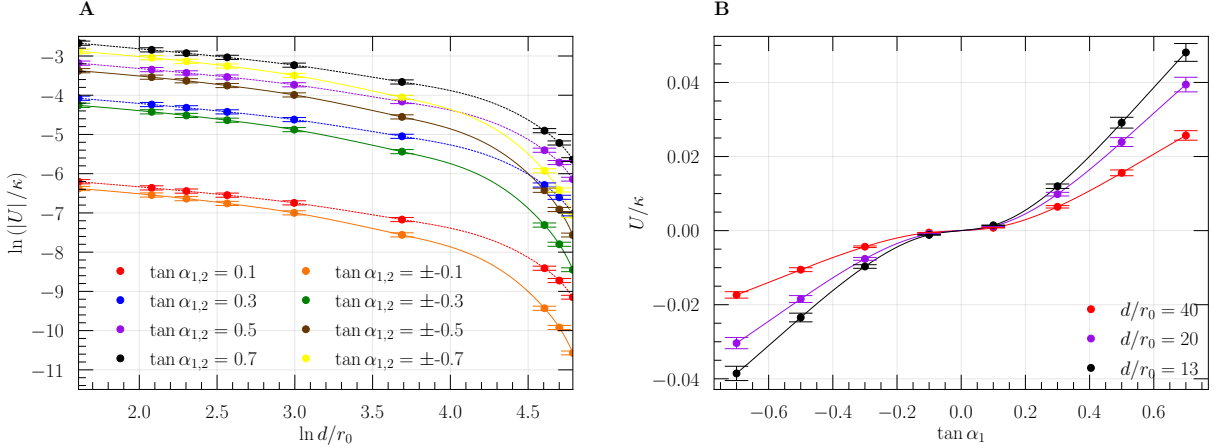 A
−3
−4
−5
−6
−7
−8
−9
−10
−11
ln (|U|/κ)
tan α1,2 = 0.1
tan α1,2 = 0.3
tan α1,2 = 0.5
tan α1,2 = 0.7
tan α1,2 = ±-0.1
tan α1,2 = ±-0.3
tan α1,2 = ±-0.5
tan α1,2 = ±-0.7
2.0 2.5 3.0 3.5 4.0 4.5
ln d/r0
B
0.04
0.02
0.00
−0.02
−0.04
U/κ
d/r0 = 40
d/r0 = 20
d/r0 = 13
−0.6 −0.4 −0.2 0.0 0.2 0.4 0.6
tan α1